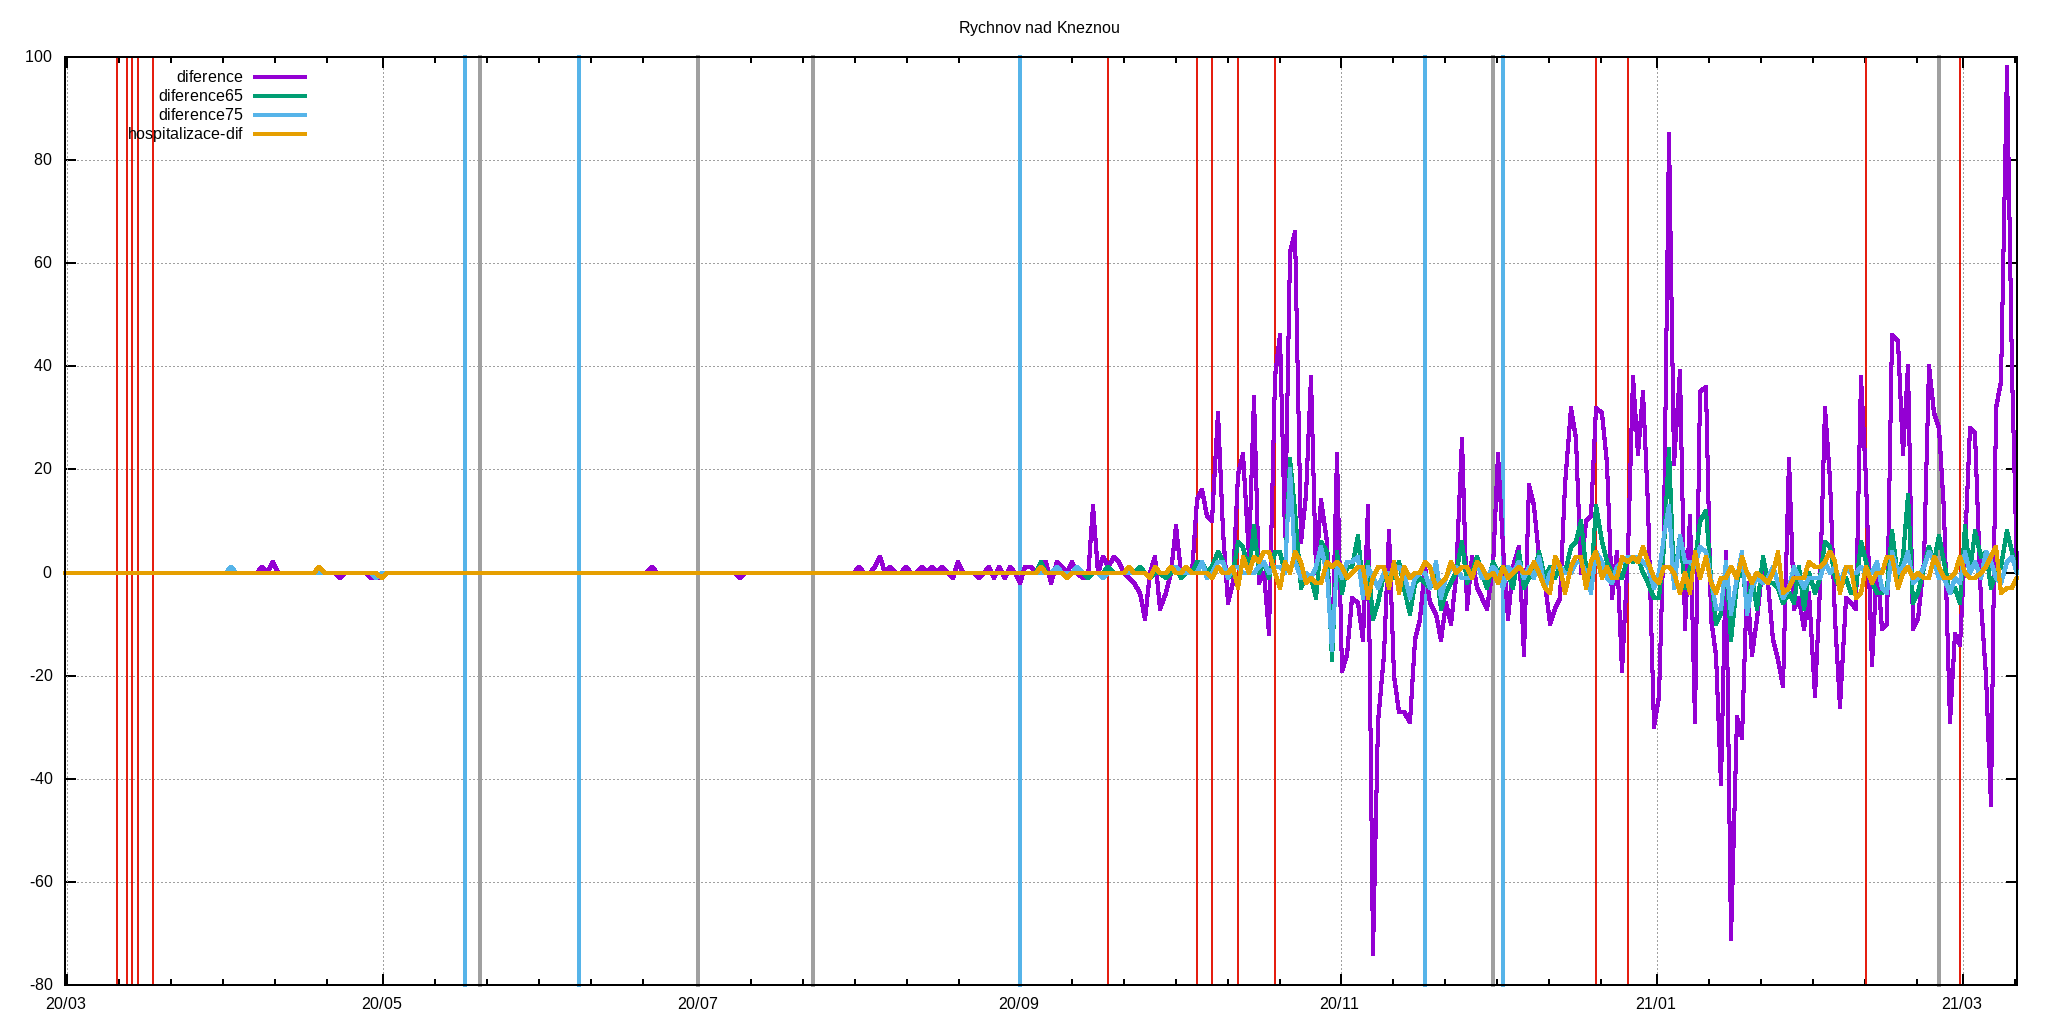 Rychnov nad Kneznou
100
80
60
40
20
0
-20
-40
-60
-80
diference
diference65
diference75
hospitalizace-dif
20/03 20/05 20/07 20/09 20/11 21/01 21/03